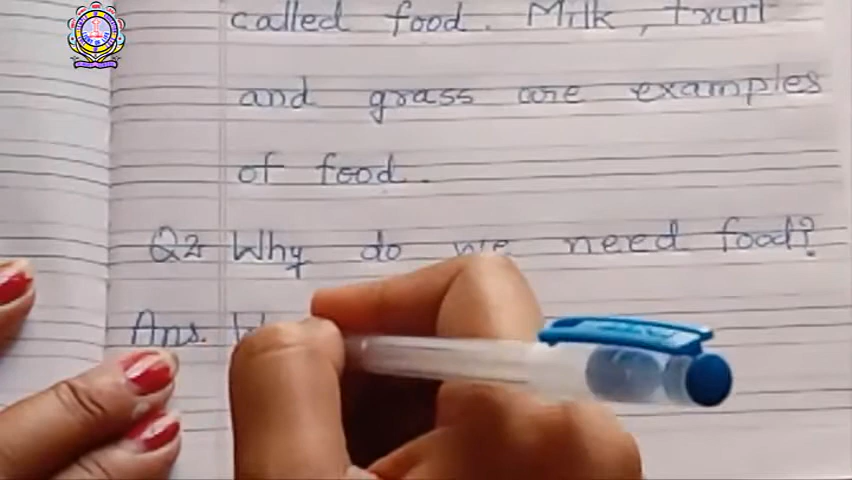 called food. Milk, fruit
and grass are examples
of food.
Q2 Why do we need food?
Ans. W